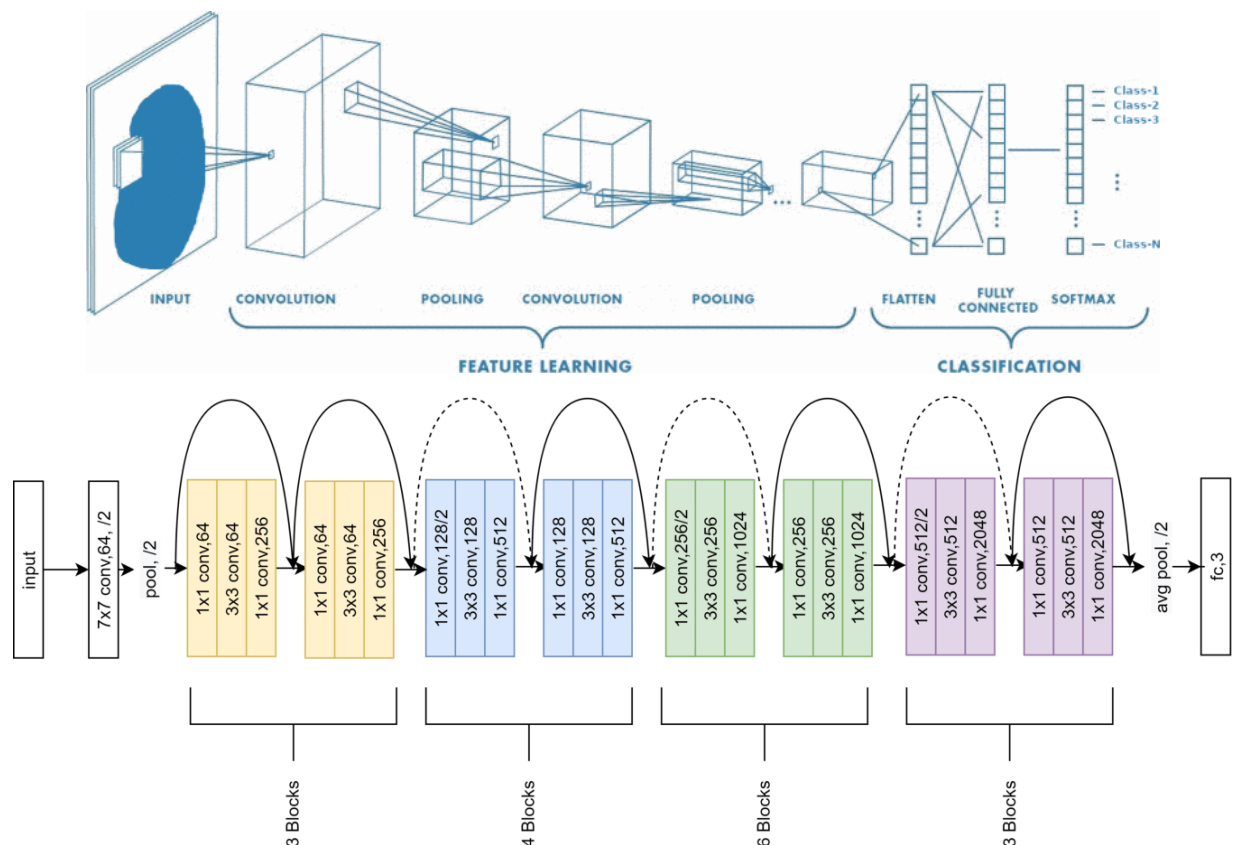 Class-1
Class-2
Class-3
Class-N
INPUT
CONVOLUTION
POOLING
CONVOLUTION
POOLING
FLATTEN
FULLY
CONNECTED
SOFTMAX
FEATURE LEARNING
CLASSIFICATION
input
7x7 conv,64, /2
pool, /2
1x1 conv,64
3x3 conv,64
1x1 conv,256
1x1 conv,64
3x3 conv,64
1x1 conv,256
1x1 conv,128/2
3x3 conv,128
1x1 conv,512
1x1 conv,128
3x3 conv,128
1x1 conv,512
1x1 conv,256/2
3x3 conv,256
1x1 conv,1024
1x1 conv,256
3x3 conv,256
1x1 conv,1024
1x1 conv,512/2
3x3 conv,512
1x1 conv,2048
1x1 conv,512
3x3 conv,512
1x1 conv,2048
avg pool, /2
fc,3
3 Blocks
4 Blocks
6 Blocks
3 Blocks